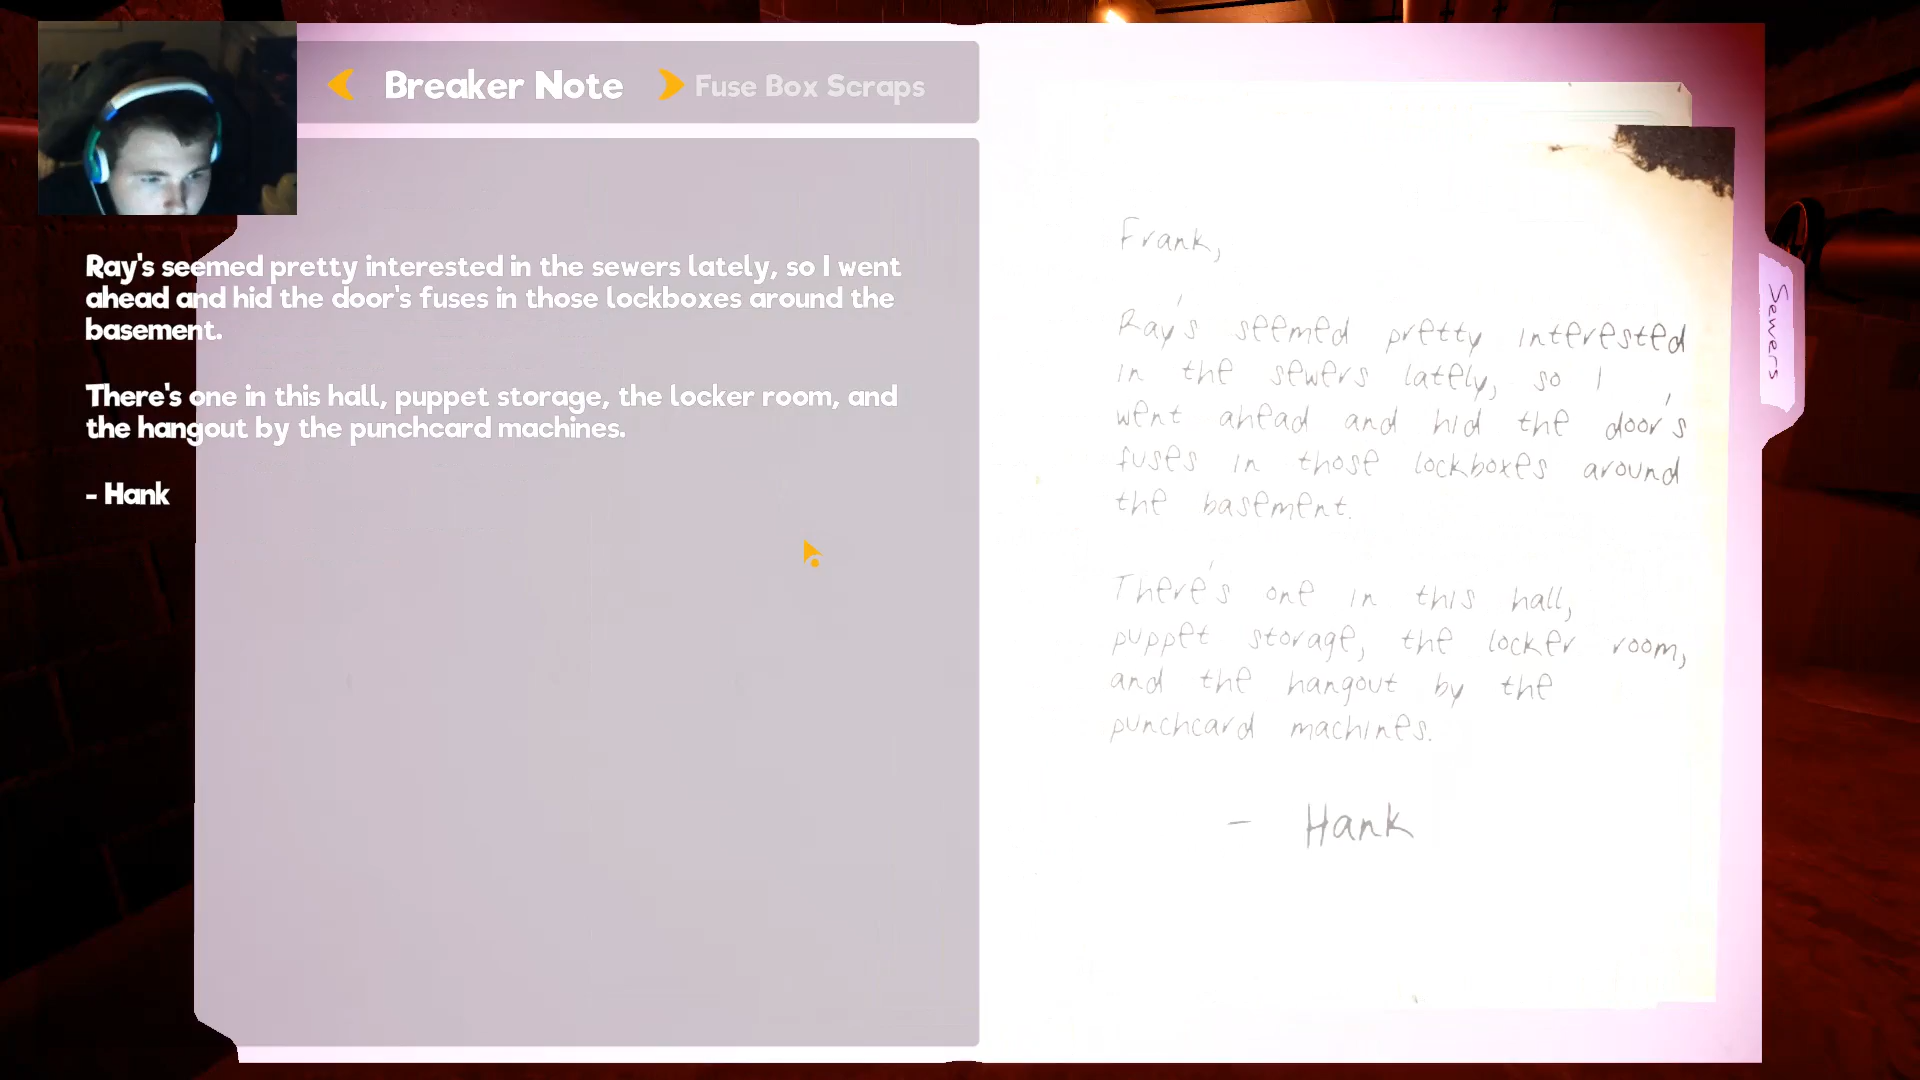 Breaker Note
Fuse Box Scraps
Ray's seemed pretty interested in the sewers lately, so I went
ahead and hid the door's fuses in those lockboxes around the
basement.
There's one in this hall, puppet storage, the locker room, and
the hangout by the punchcard machines.
- Hank
Frank,
Ray's seemed pretty interested
in the sewers lately, so I
went ahead and hid the door's
fuses in those lockboxes around
the basement.
There's one in this hall,
puppet storage, the locker room,
and the hangout by the
punchcard machines.
- Hank
Sewers